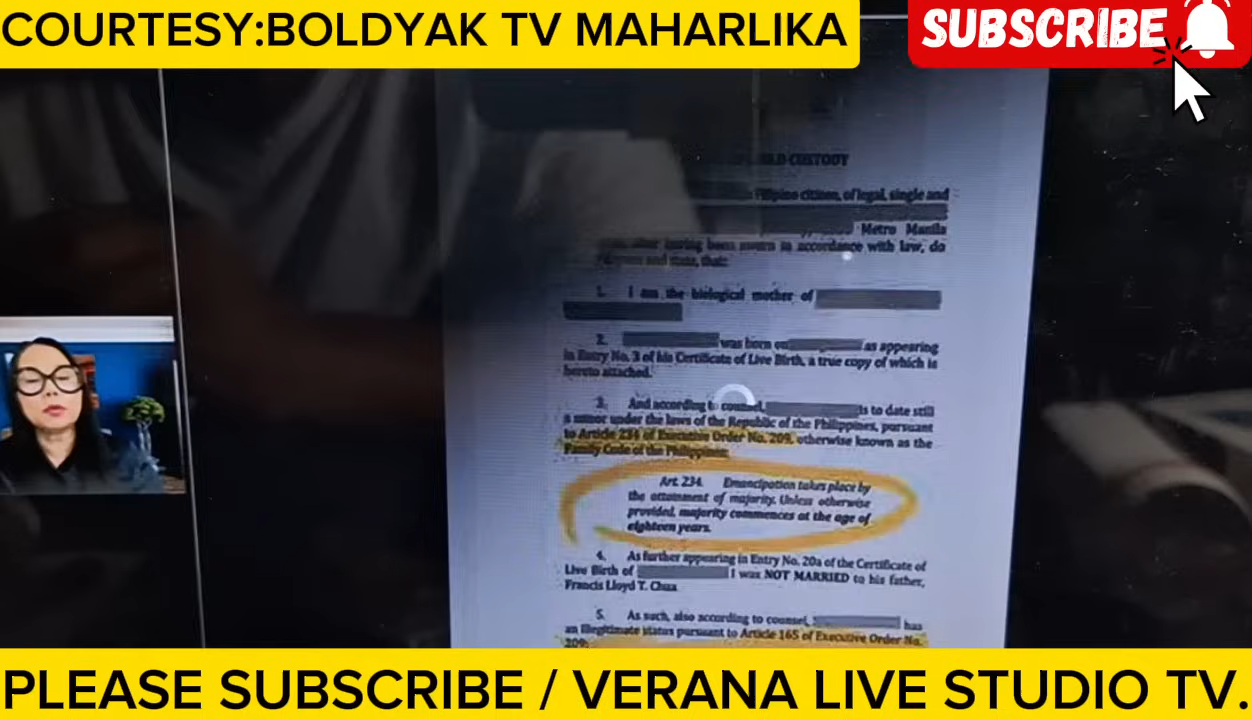 COURTESY:BOLDYAK TV MAHARLIKA
SUBSCRIBE
CUSTODY
Filipino citizen, of legal, single and
Metro Manila
having been sworn in accordance with law, do
and state, that:
1. I am the biological mother of
2. was born on as appearing
in Entry No. 3 of his Certificate of Live Birth, a true copy of which is
hereto attached.
3. And according to counsel, is to date still
a minor under the laws of the Republic of the Philippines, pursuant
to Article 234 of Executive Order No. 209, otherwise known as the
Family Code of the Philippines:
Art. 234. Emancipation takes place by
the attainment of majority. Unless otherwise
provided, majority commences at the age of
eighteen years.
4. As further appearing in Entry No. 20a of the Certificate of
Live Birth of I was NOT MARRIED to his father,
Francis Lloyd T. Chua
5. As such, also according to counsel, has
an illegitimate status pursuant to Article 165 of Executive Order No.
209:
PLEASE SUBSCRIBE / VERANA LIVE STUDIO TV.